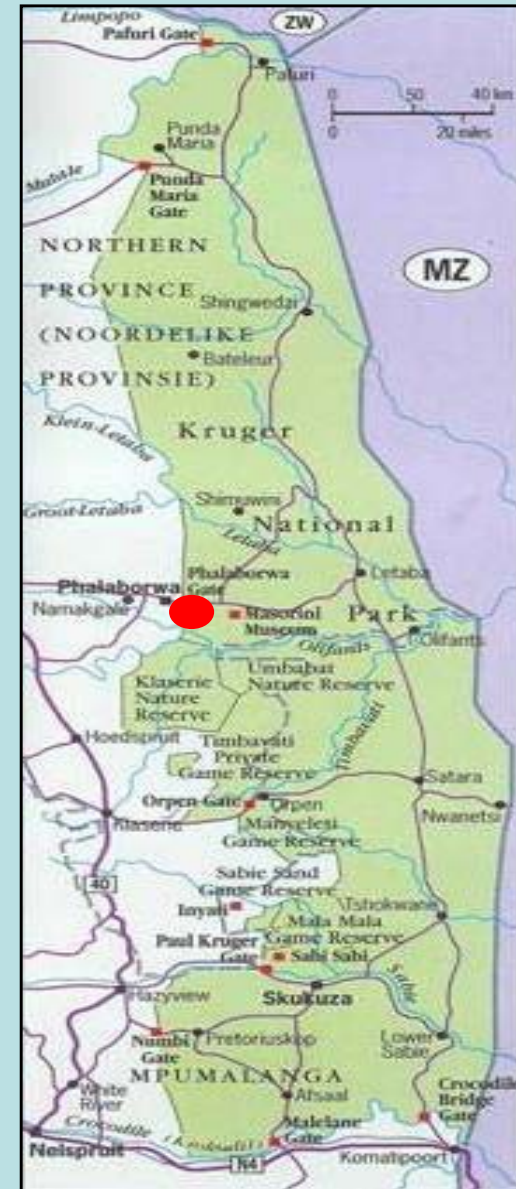 Limpopo
ZW
Pafuri Gate
Pafuri
0 50 40 km
0 20 miles
Punda
Maria
Punda
Maria
Gate
NORTHERN
PROVINCE
(NOORDELIKE
PROVINSIE)
MZ
Shingwedzi
Bateleur
Klein-Letaba
Kruger
Shimuwini
Groot-Letaba
Letaba
National
Phalaborwa
Gate
Letaba
Phalaborwa
Namakgale
Masorini
Museum
Park
Olifants
Olifants
Umbabat
Nature Reserve
Klaserie
Nature
Reserve
Hoedspruit
Timbavati
Private
Game Reserve
Timbavati
Satara
Orpen Gate
Orpen
Nwanetsi
Klaserie
Manyeleti
Game Reserve
Sabie Sand
Game Reserve
40
Inyati
Tshokwane
Mala Mala
Game Reserve
Paul Kruger
Gate
Sabi Sabi
Sabie
Skukuza
Hazyview
Numbi
Gate
Pretoriuskop
Lower
Sabie
MPUMALANGA
White
River
Afsaal
Crocodile
Bridge
Gate
Crocodile
Malelane
Gate
Nelspruit
N4
Komatipoort